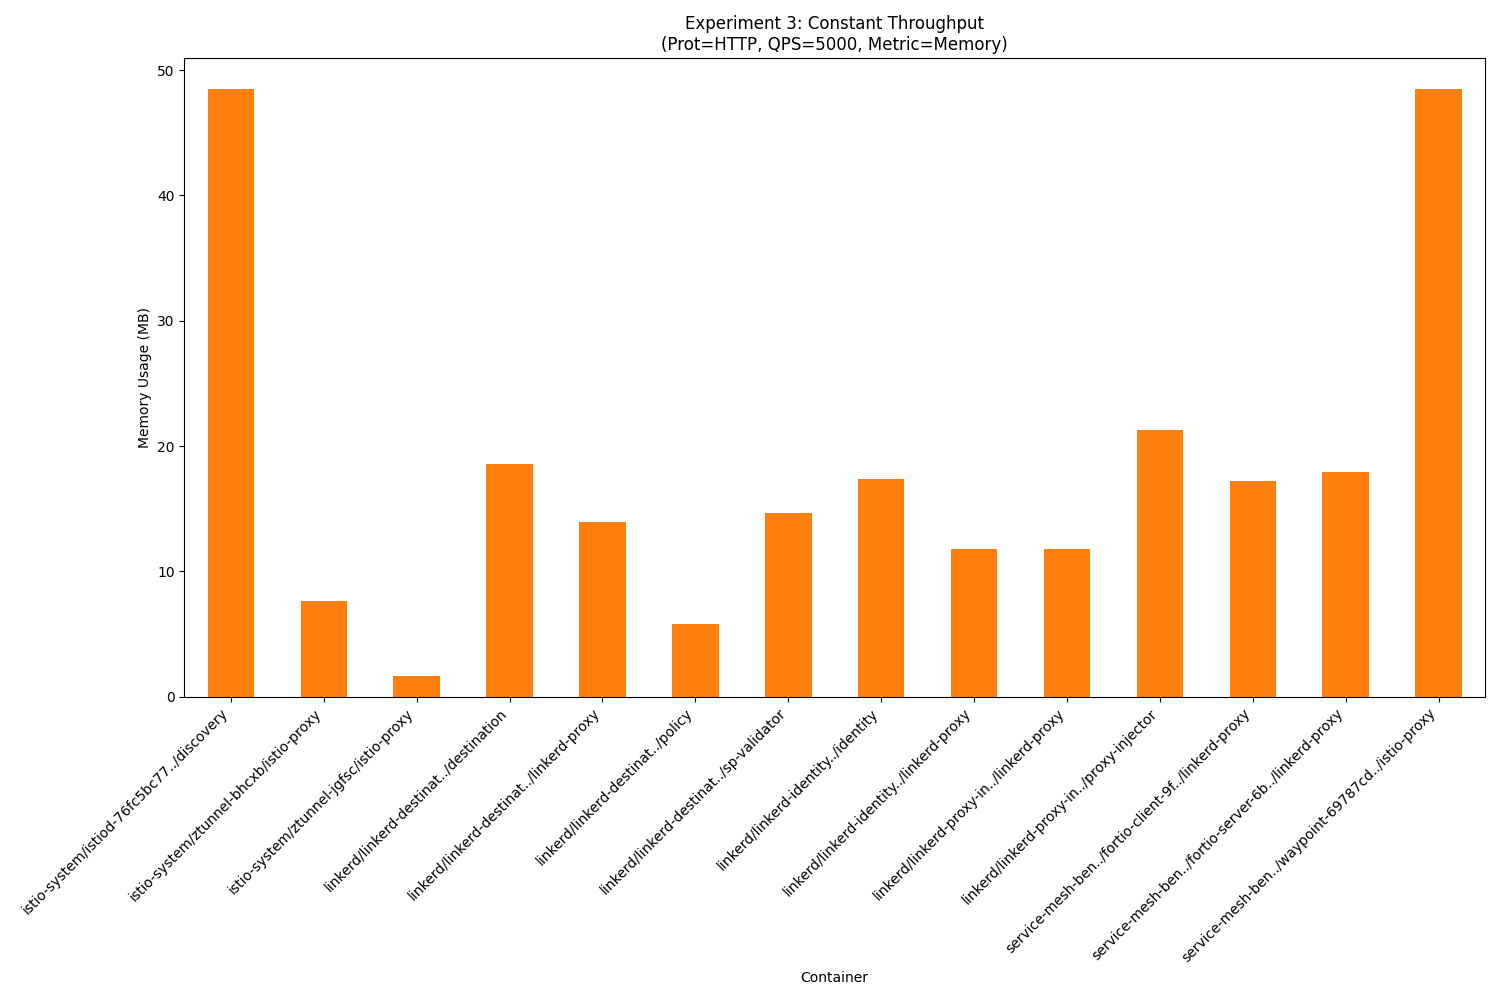 Experiment 3: Constant Throughput
(Prot=HTTP, QPS=5000, Metric=Memory)
Memory Usage (MB)
50
40
30
20
10
0
istio-system/istiod-76fc5bc77../discovery
istio-system/ztunnel-bhcxb/istio-proxy
istio-system/ztunnel-jgfsc/istio-proxy
linkerd/linkerd-destinat../destination
linkerd/linkerd-destinat../linkerd-proxy
linkerd/linkerd-destinat../policy
linkerd/linkerd-destinat../sp-validator
linkerd/linkerd-identity../identity
linkerd/linkerd-identity../linkerd-proxy
linkerd/linkerd-proxy-in../linkerd-proxy
linkerd/linkerd-proxy-in../proxy-injector
service-mesh-ben../fortio-client-9f../linkerd-proxy
service-mesh-ben../fortio-server-6b../linkerd-proxy
service-mesh-ben../waypoint-69787cd../istio-proxy
Container